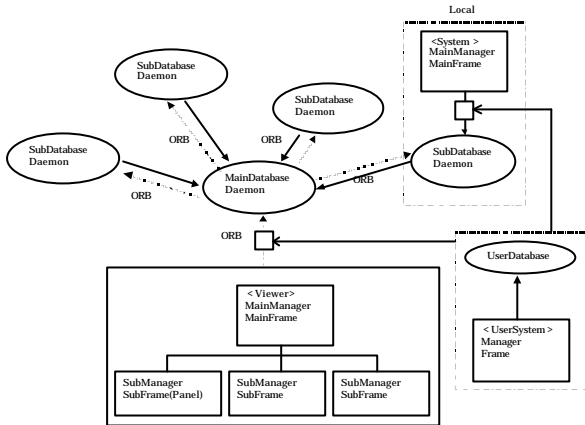 Local
<System >
MainManager
MainFrame
SubDatabase
Daemon
SubDatabase
Daemon
ORB
ORB
SubDatabase
Daemon
SubDatabase
Daemon
MainDatabase
Daemon
ORB
ORB
ORB
UserDatabase
< Viewer>
MainManager
MainFrame
< UserSystem >
Manager
Frame
SubManager
SubFrame(Panel)
SubManager
SubFrame
SubManager
SubFrame